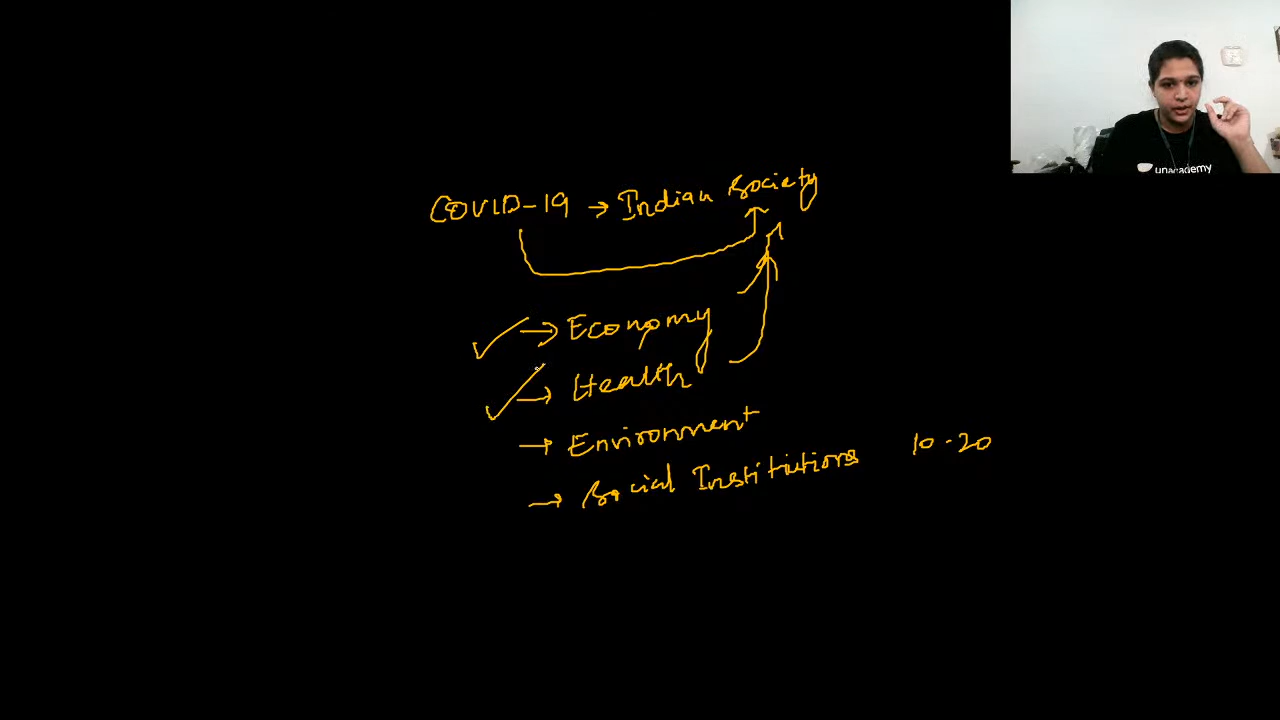 unacademy
COVID-19 → Indian Society
→ Economy
→ Health
→ Environment
→ Social Institutions 10-20